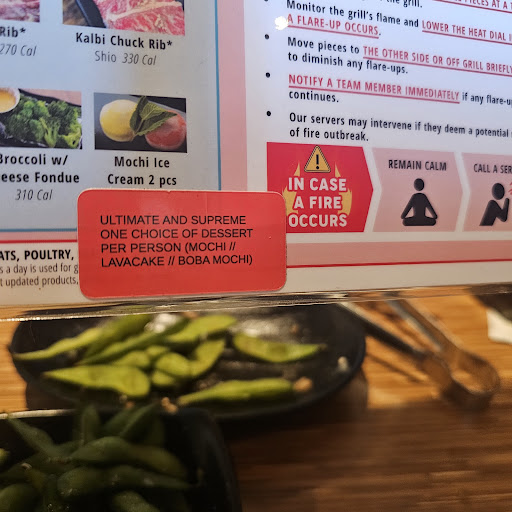 Rib*
270 Cal
Kalbi Chuck Rib*
Shio 330 Cal
Broccoli w/
eese Fondue
310 Cal
Mochi Ice
Cream 2 pcs
the grill.
Monitor the grill's flame and LOWER THE HEAT DIAL
A FLARE-UP OCCURS.
• Move pieces to THE OTHER SIDE OR OFF GRILL BRIEFLY
to diminish any flare-ups.
• NOTIFY A TEAM MEMBER IMMEDIATELY if any flare-u
continues.
• Our servers may intervene if they deem a potential
of fire outbreak.
IN CASE
A FIRE
OCCURS
REMAIN CALM
CALL A SER
ULTIMATE AND SUPREME
ONE CHOICE OF DESSERT
PER PERSON (MOCHI //
LAVACAKE // BOBA MOCHI)
ATS, POULTRY,
s a day is used for g
t updated products,